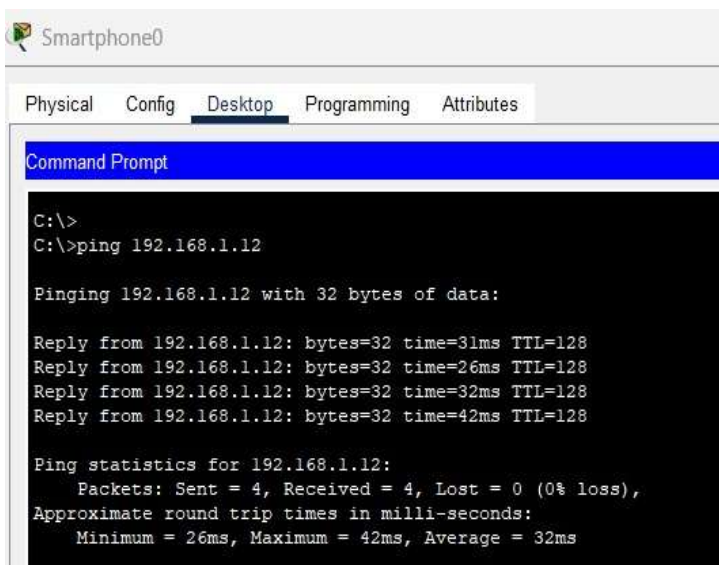 Smartphone0
Physical Config Desktop Programming Attributes
Command Prompt
C:\>
C:\>ping 192.168.1.12
Pinging 192.168.1.12 with 32 bytes of data:
Reply from 192.168.1.12: bytes=32 time=31ms TTL=128
Reply from 192.168.1.12: bytes=32 time=26ms TTL=128
Reply from 192.168.1.12: bytes=32 time=32ms TTL=128
Reply from 192.168.1.12: bytes=32 time=42ms TTL=128
Ping statistics for 192.168.1.12:
Packets: Sent = 4, Received = 4, Lost = 0 (0% loss),
Approximate round trip times in milli-seconds:
Minimum = 26ms, Maximum = 42ms, Average = 32ms